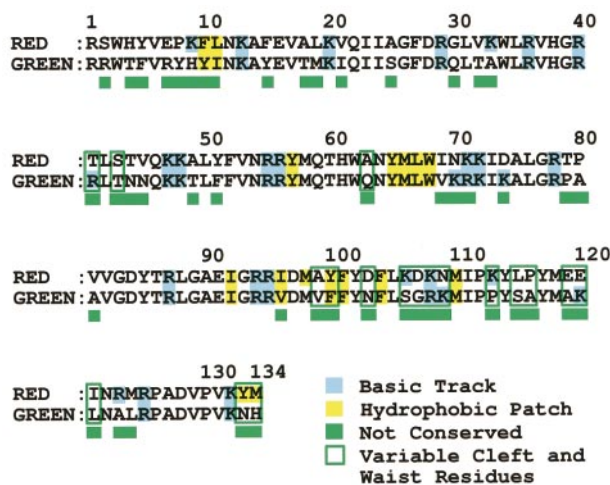 1 10 20 30 40
RED :RSWHYVEPKFLNKAFEVALKVQIIAGFDRGLVKWLRVHGR
GREEN:RRWTFVRYHYINKAYEVTMKIQIISGFDRQLTAWLRVHGR
50 60 70 80
RED :TLSTVQKKALYFVNRRYMQTHWANYMLWINKKIDALGRTP
GREEN:RLTNNQKKTLFFVNRRYMQTHWQNYMLWVKRKIKALGRPA
90 100 110 120
RED :VVGDYTRLGAEIGRRIDMAYFYDFLKDKNMIPKYLPYMEE
GREEN:AVGDYTRLGAEIGRRVDMVFFYNFLSGRKMIPPYSAYMAK
130 134
RED :INRMRPADVPVKYM
GREEN:LNALRPADVPVKNH
Basic Track
Hydrophobic Patch
Not Conserved
Variable Cleft and
Waist Residues